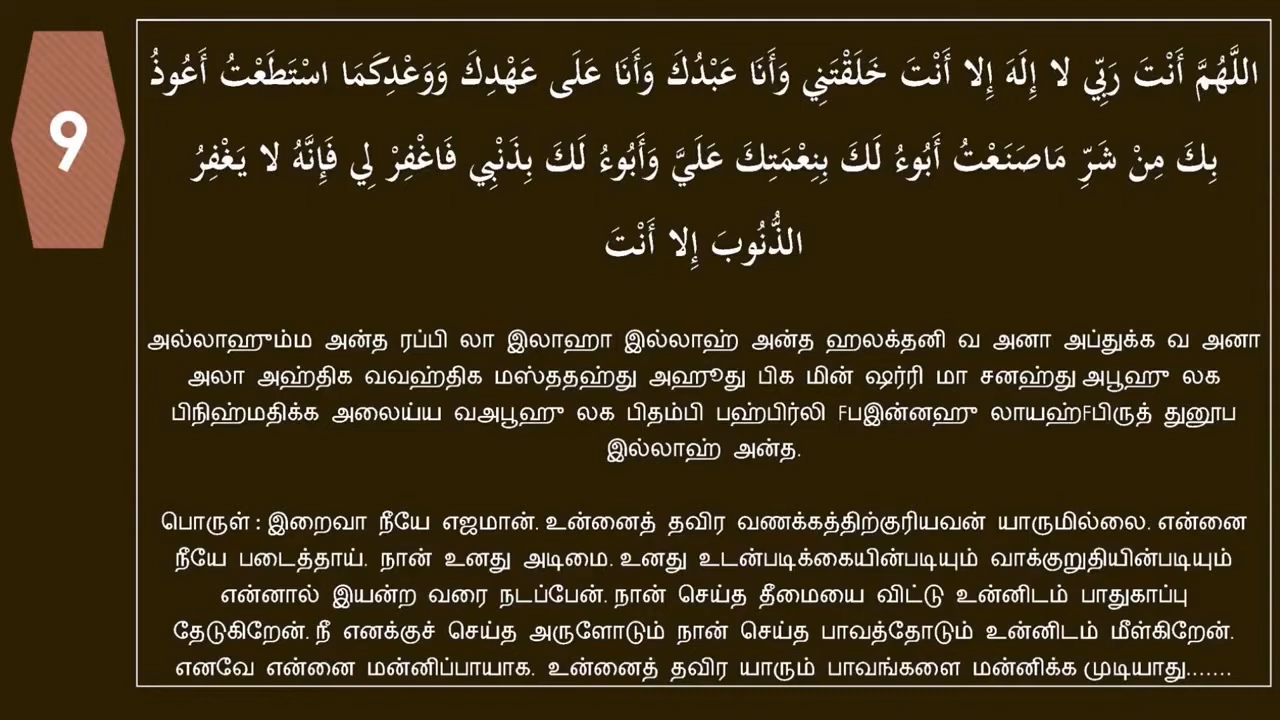 9
اللَّهُمَّ أَنْتَ رَبِّي لا إِلَهَ إِلا أَنْتَ خَلَقْتَنِي وَأَنَا عَبْدُكَ وَأَنَا عَلَى عَهْدِكَ وَوَعْدِكَمَا اسْتَطَعْتُ أَعُوذُ
بِكَ مِنْ شَرِّ مَاصَنَعْتُ أَبُوءُ لَكَ بِنِعْمَتِكَ عَلَيَّ وَأَبُوءُ لَكَ بِذَنْبِي فَاغْفِرْ لِي فَإِنَّهُ لا يَغْفِرُ
الذُّنُوبَ إِلا أَنْتَ
அல்லாஹும்ம அன்த ரப்பி லா இலாஹா இல்லாஹ் அன்த ஹலக்தனி வ அனா அப்துக்க வ அனா
அலா அஹ்திக வவஹ்திக மஸ்ததஹ்து அஹூது பிக மின் ஷர்ரி மா சனஹ்து அபூஹு லக
பிநிஹ்மதிக்க அலைய்ய வஅபூஹு லக பிதம்பி பஹ்பிர்லி Fபஇன்னஹு லாயஹ்Fபிருத் துனூப
இல்லாஹ் அன்த.
பொருள் : இறைவா நீயே எஜமான். உன்னைத் தவிர வணக்கத்திற்குரியவன் யாருமில்லை. என்னை
நீயே படைத்தாய். நான் உனது அடிமை. உனது உடன்படிக்கையின்படியும் வாக்குறுதியின்படியும்
என்னால் இயன்ற வரை நடப்பேன். நான் செய்த தீமையை விட்டு உன்னிடம் பாதுகாப்பு
தேடுகிறேன். நீ எனக்குச் செய்த அருளோடும் நான் செய்த பாவத்தோடும் உன்னிடம் மீள்கிறேன்.
எனவே என்னை மன்னிப்பாயாக. உன்னைத் தவிர யாரும் பாவங்களை மன்னிக்க முடியாது.......